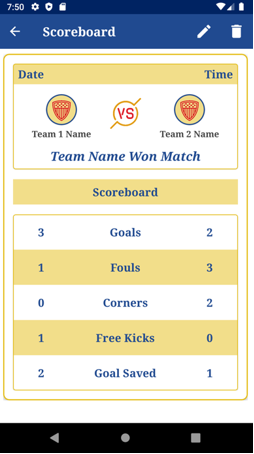 7:50
Scoreboard
Date Time
VS
Team 1 Name Team 2 Name
Team Name Won Match
Scoreboard
3 Goals 2
1 Fouls 3
0 Corners 2
1 Free Kicks 0
2 Goal Saved 1